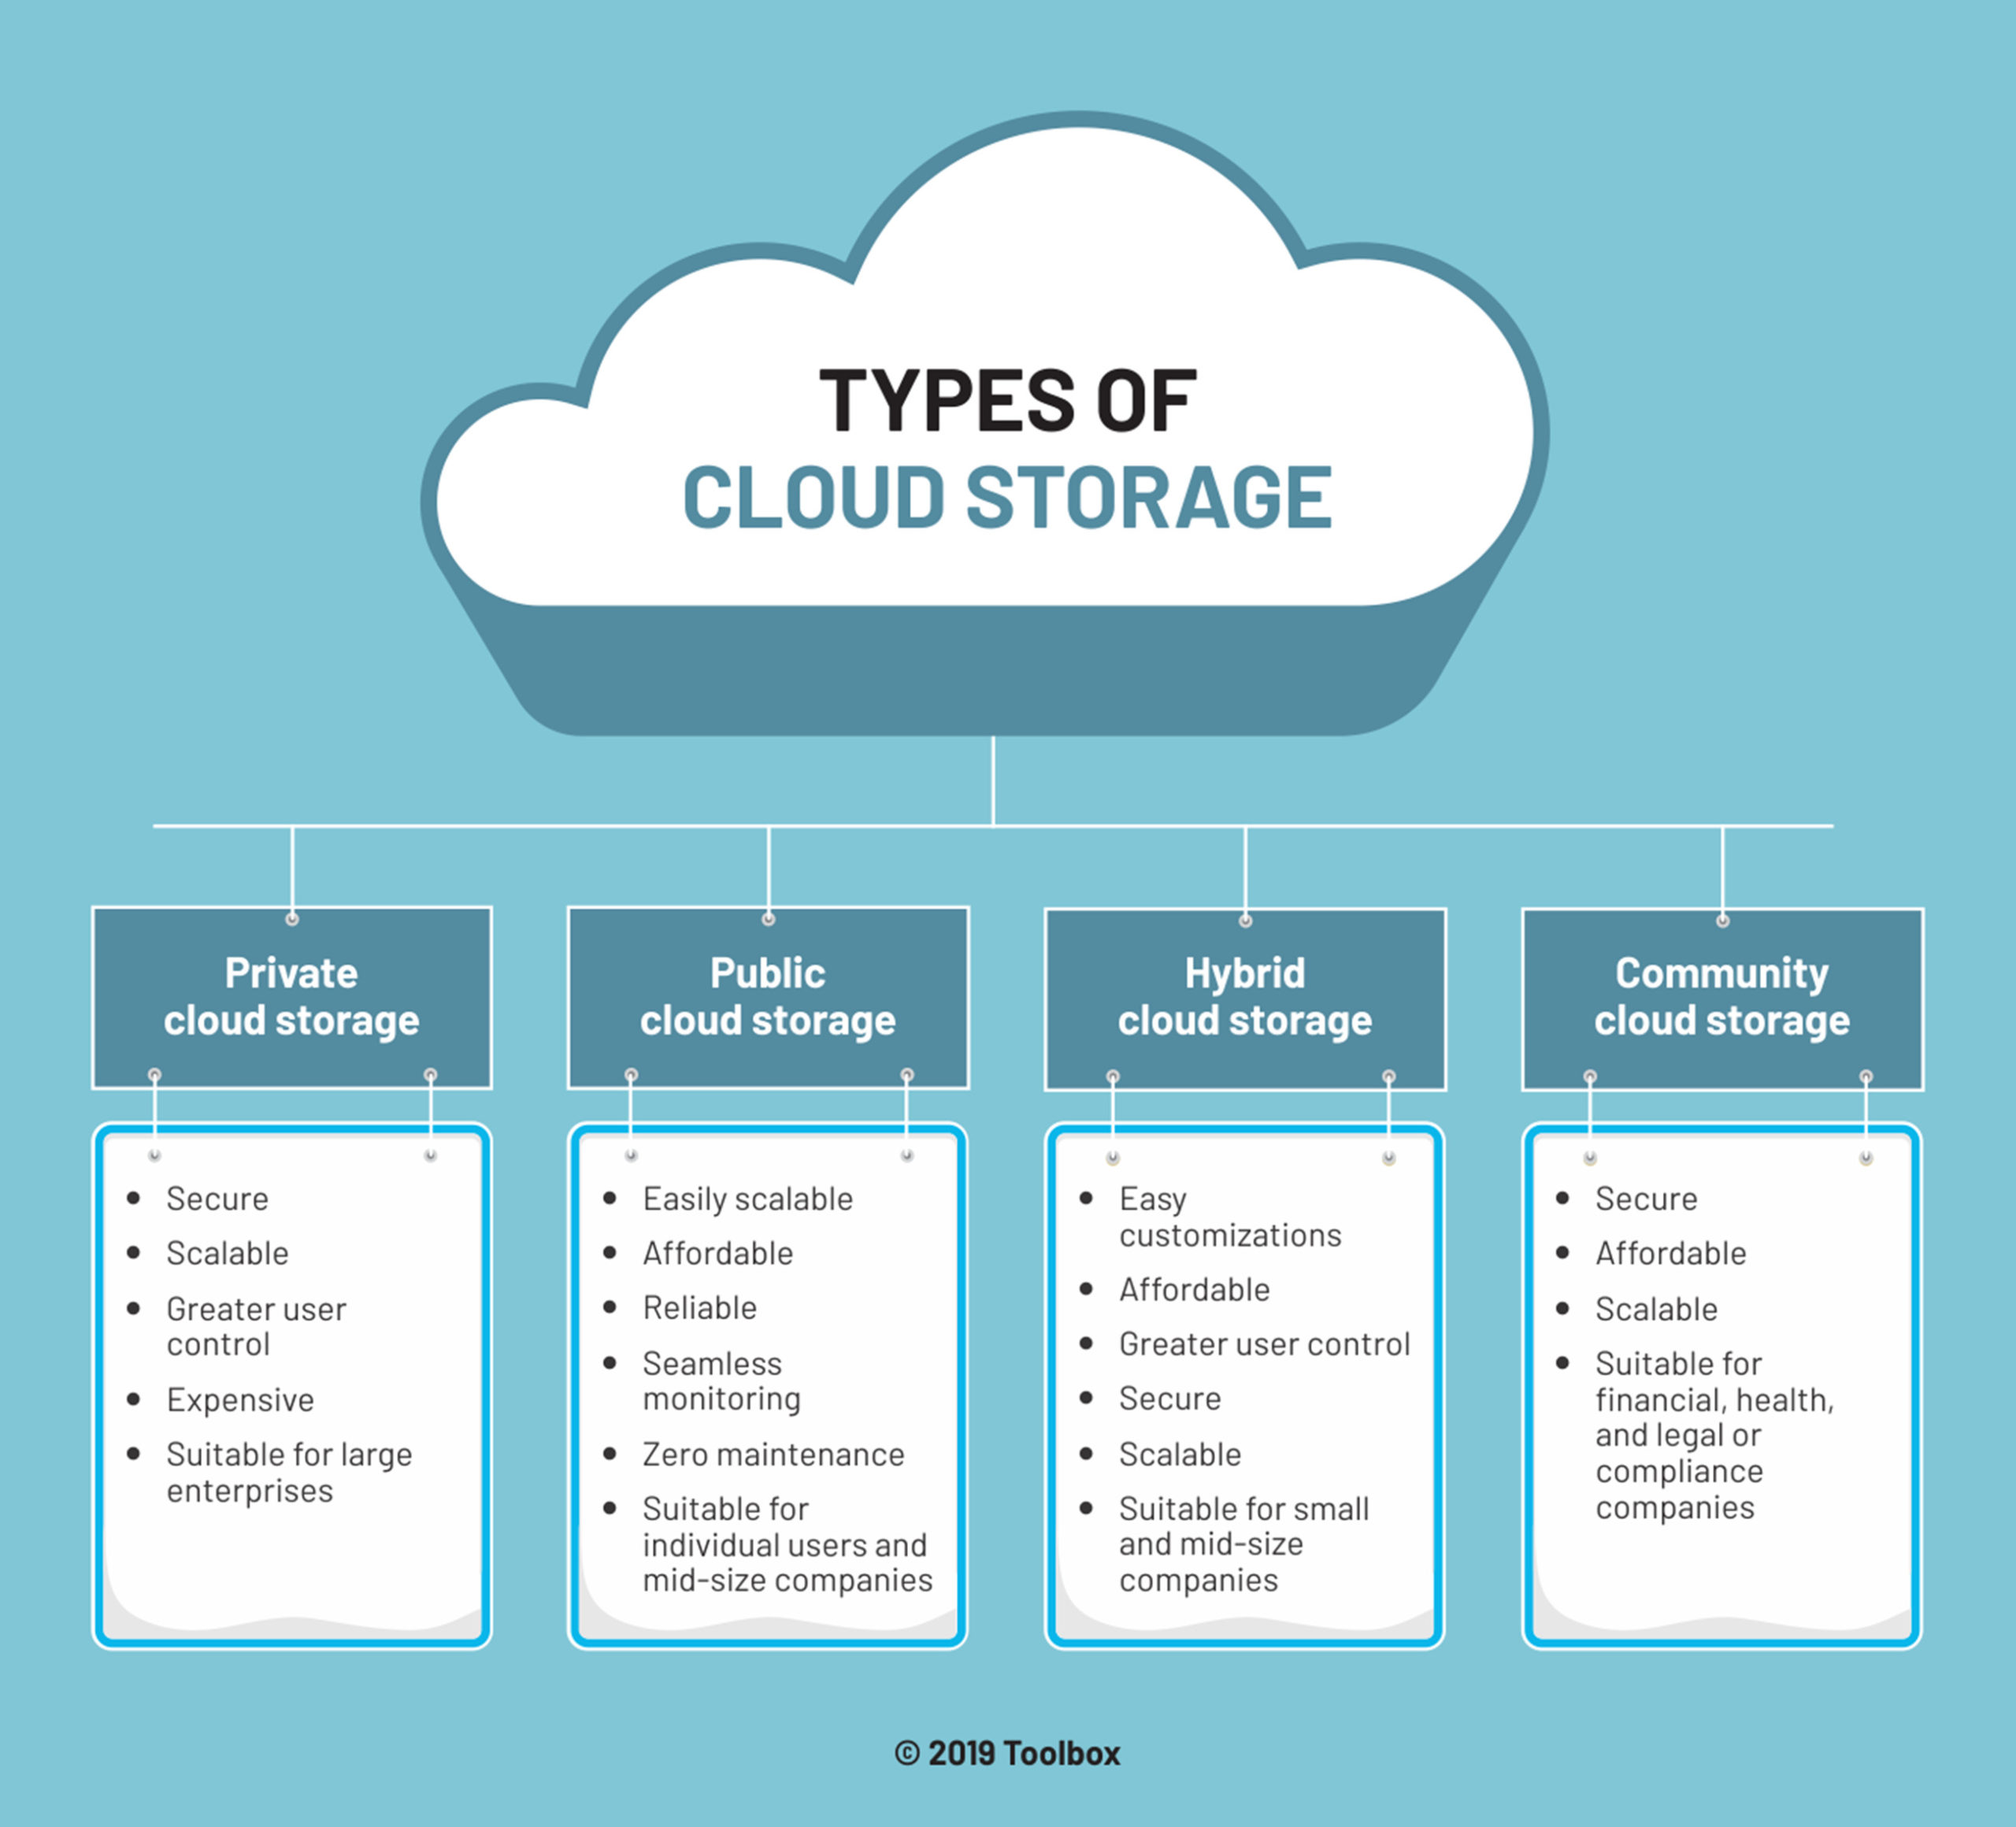 TYPES OF
CLOUD STORAGE
Private
cloud storage
• Secure
• Scalable
• Greater user
control
• Expensive
• Suitable for large
enterprises
Public
cloud storage
• Easily scalable
• Affordable
• Reliable
• Seamless
monitoring
• Zero maintenance
• Suitable for
individual users and
mid-size companies
Hybrid
cloud storage
• Easy
customizations
• Affordable
• Greater user control
• Secure
• Scalable
• Suitable for small
and mid-size
companies
Community
cloud storage
• Secure
• Affordable
• Scalable
• Suitable for
financial, health,
and legal or
compliance
companies
© 2019 Toolbox